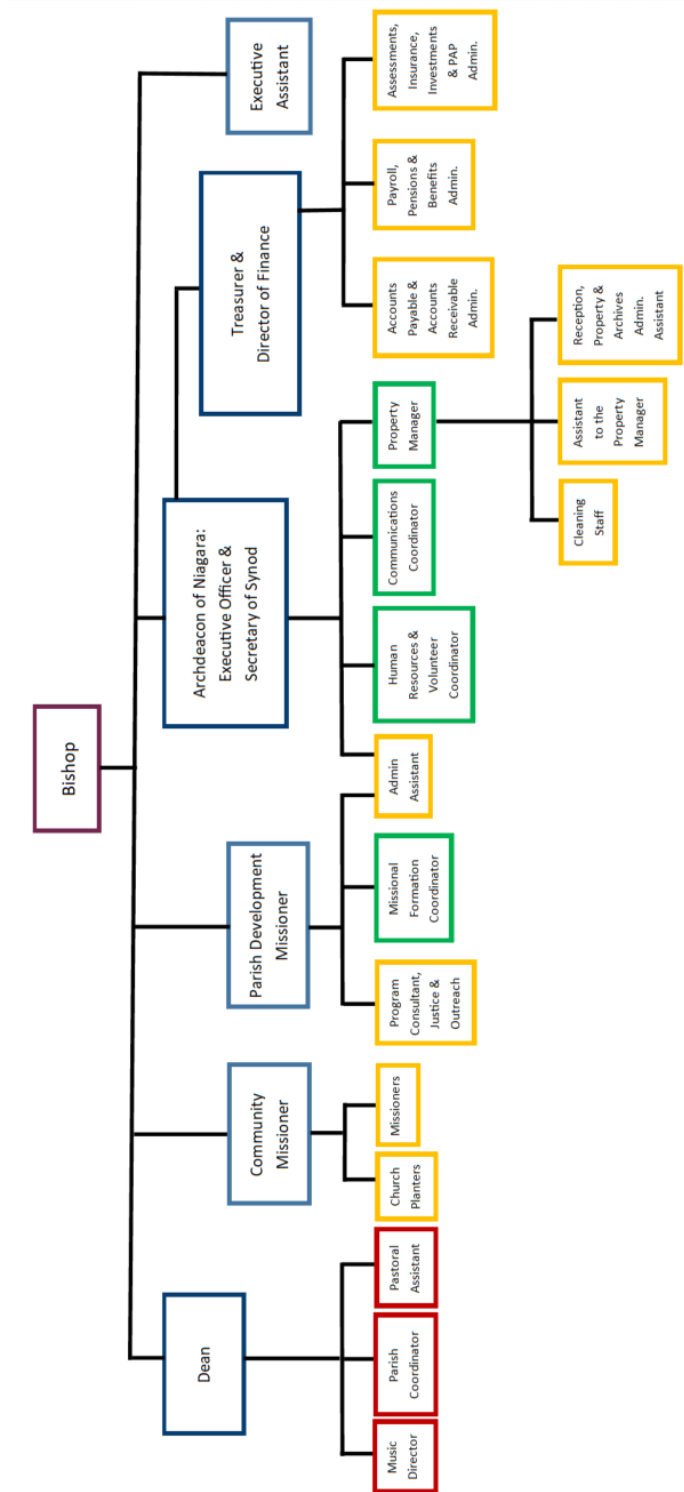 Bishop
Dean
Community
Missioner
Parish Development
Missioner
Archdeacon of Niagara:
Executive Officer &
Secretary of Synod
Treasurer &
Director of Finance
Executive
Assistant
Music
Director
Parish
Coordinator
Pastoral
Assistant
Church
Planters
Missioners
Program
Consultant,
Justice &
Outreach
Missional
Formation
Coordinator
Admin
Assistant
Human
Resources &
Volunteer
Coordinator
Communications
Coordinator
Property
Manager
Accounts
Payable &
Accounts
Receivable
Admin.
Payroll,
Pensions &
Benefits
Admin.
Assessments,
Insurance,
Investments
& PAP
Admin.
Cleaning
Staff
Assistant
to the
Property
Manager
Reception,
Property &
Archives
Admin.
Assistant